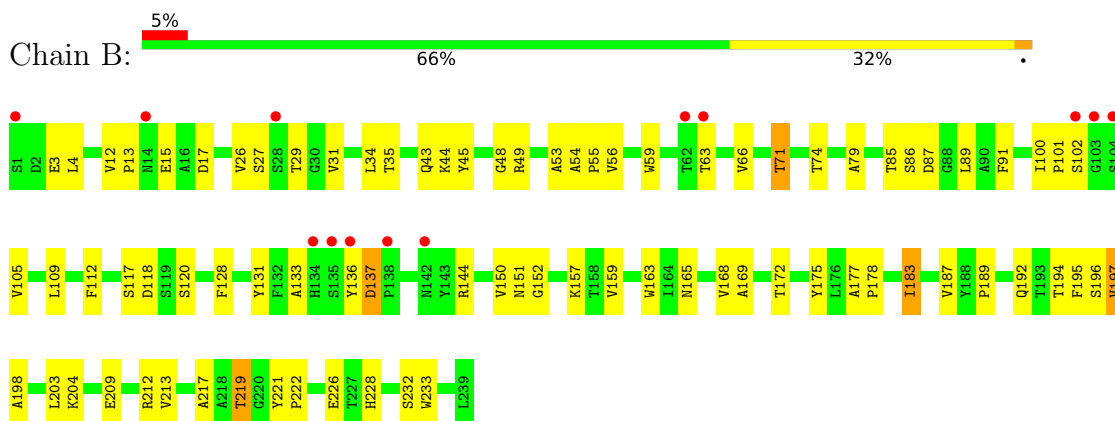 5%
Chain B:
66% 32% •
S1 D2 E3 L4 V12 P13 N14 E15 A16 D17 V26 S27 S28 T29 G30 V31 L34 T35 Q43 K44 Y45 G48 R49 A53 A54 P55 V56 W59 T62 T63 V66 T71 T74 A79 T85 S86 D87 G88 L89 A90 F91 I100 P101 S102 G103 S104
V105 L109 F112 S117 D118 S119 S120 F128 Y131 F132 A133 H134 S135 Y136 D137 P138 N142 Y143 R144 V150 N151 G152 K157 T158 V159 W163 I164 N165 V168 A169 T172 Y175 L176 A177 P178 I183 V187 Y188 P189 Q192 T193 T194 F195 S196 V197
A198 L203 K204 E209 R212 V213 A217 A218 T219 G220 Y221 P222 E226 T227 H228 S232 W233 L239